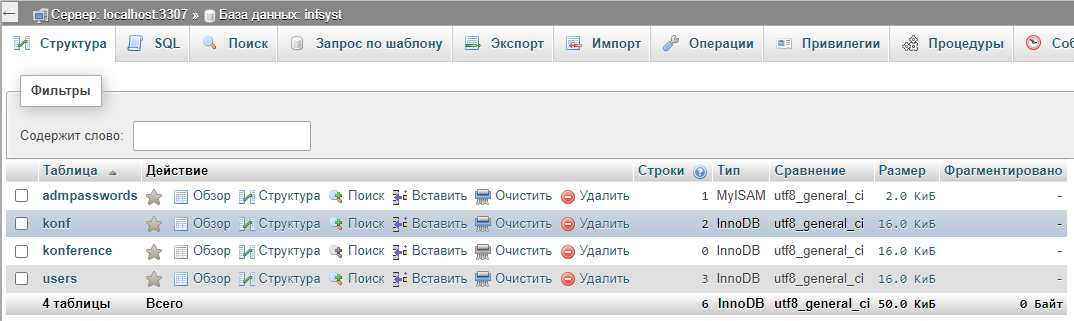 ← Сервер: localhost:3307 » База данных: infsyst
Структура SQL Поиск Запрос по шаблону Экспорт Импорт Операции Привилегии Процедуры Соб
Фильтры
Содержит слово:
Таблица Действие Строки Тип Сравнение Размер Фрагментировано
admpasswords Обзор Структура Поиск Вставить Очистить Удалить 1 MyISAM utf8_general_ci 2.0 КиБ -
konf Обзор Структура Поиск Вставить Очистить Удалить 2 InnoDB utf8_general_ci 16.0 КиБ -
konference Обзор Структура Поиск Вставить Очистить Удалить 0 InnoDB utf8_general_ci 16.0 КиБ -
users Обзор Структура Поиск Вставить Очистить Удалить 3 InnoDB utf8_general_ci 16.0 КиБ -
4 таблицы Всего 6 InnoDB utf8_general_ci 50.0 КиБ 0 Байт